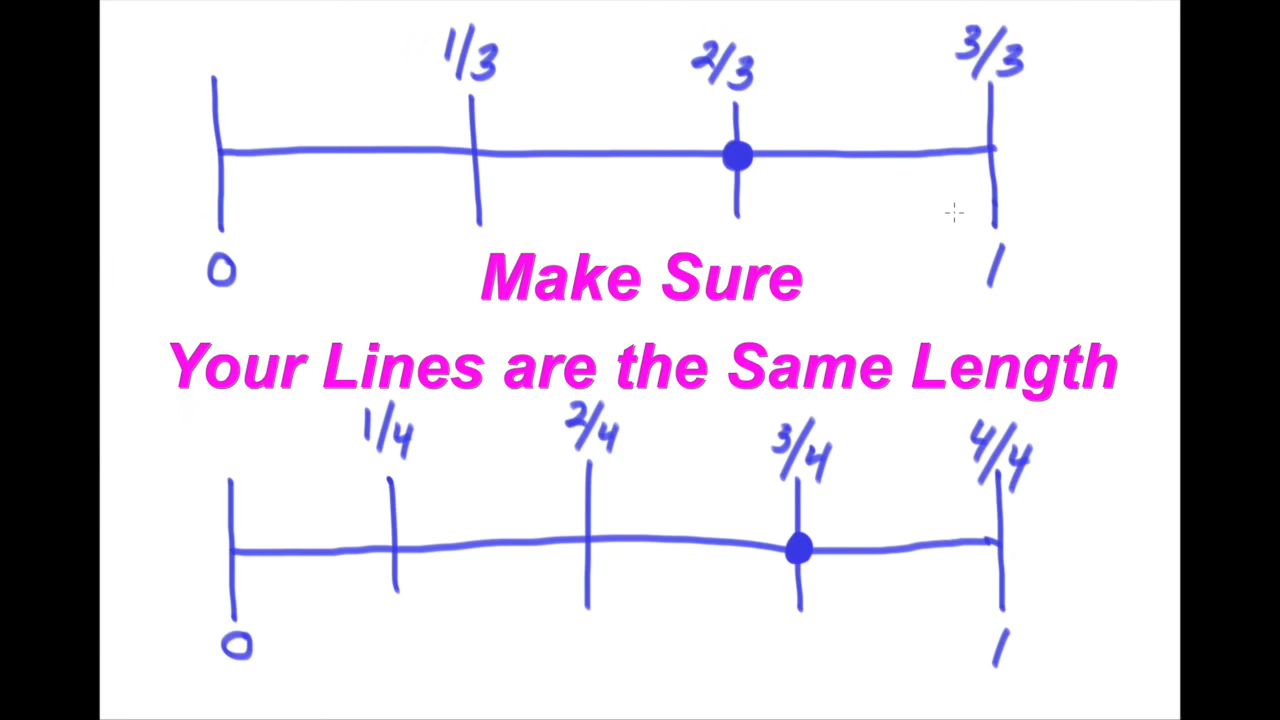 1/3 2/3 3/3
0 1
Make Sure
Your Lines are the Same Length
1/4 2/4 3/4 4/4
0 1